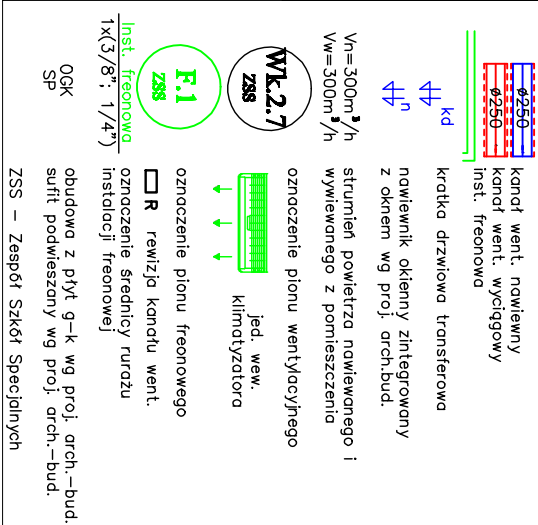 ø250 kanał went. nawiewny
ø250 kanał went. wyciągowy
inst. freonowa
kd kratka drzwiowa transferowa
n nawiewnik okienny zintegrowany
z oknem wg proj. arch.bud.
Vn=300m³/h strumień powietrza nawiewanego i
Vw=300m³/h wywiewanego z pomieszczenia
Wk.2.7
ZSS
oznaczenie pionu wentylacyjnego
jed. wew.
klimatyzatora
F.1
ZSS
oznaczenie pionu freonowego
R rewizja kanału went.
Inst. freonowa oznaczenie średnicy rurażu
1x(3/8"; 1/4") instalacji freonowej
OGK obudowa z płyt g-k wg proj. arch.-bud.
SP sufit podwieszany wg proj. arch.-bud.
ZSS - Zespół Szkół Specjalnych